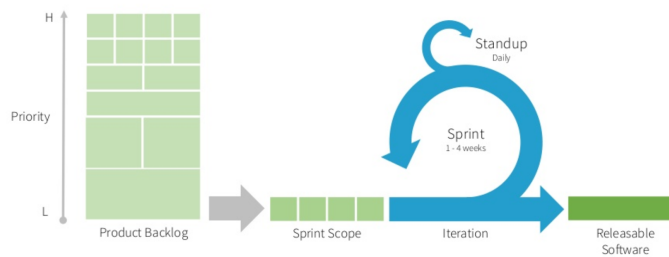 H
Priority
L
Product Backlog
Sprint Scope
Standup
Daily
Sprint
1 - 4 weeks
Iteration
Releasable
Software